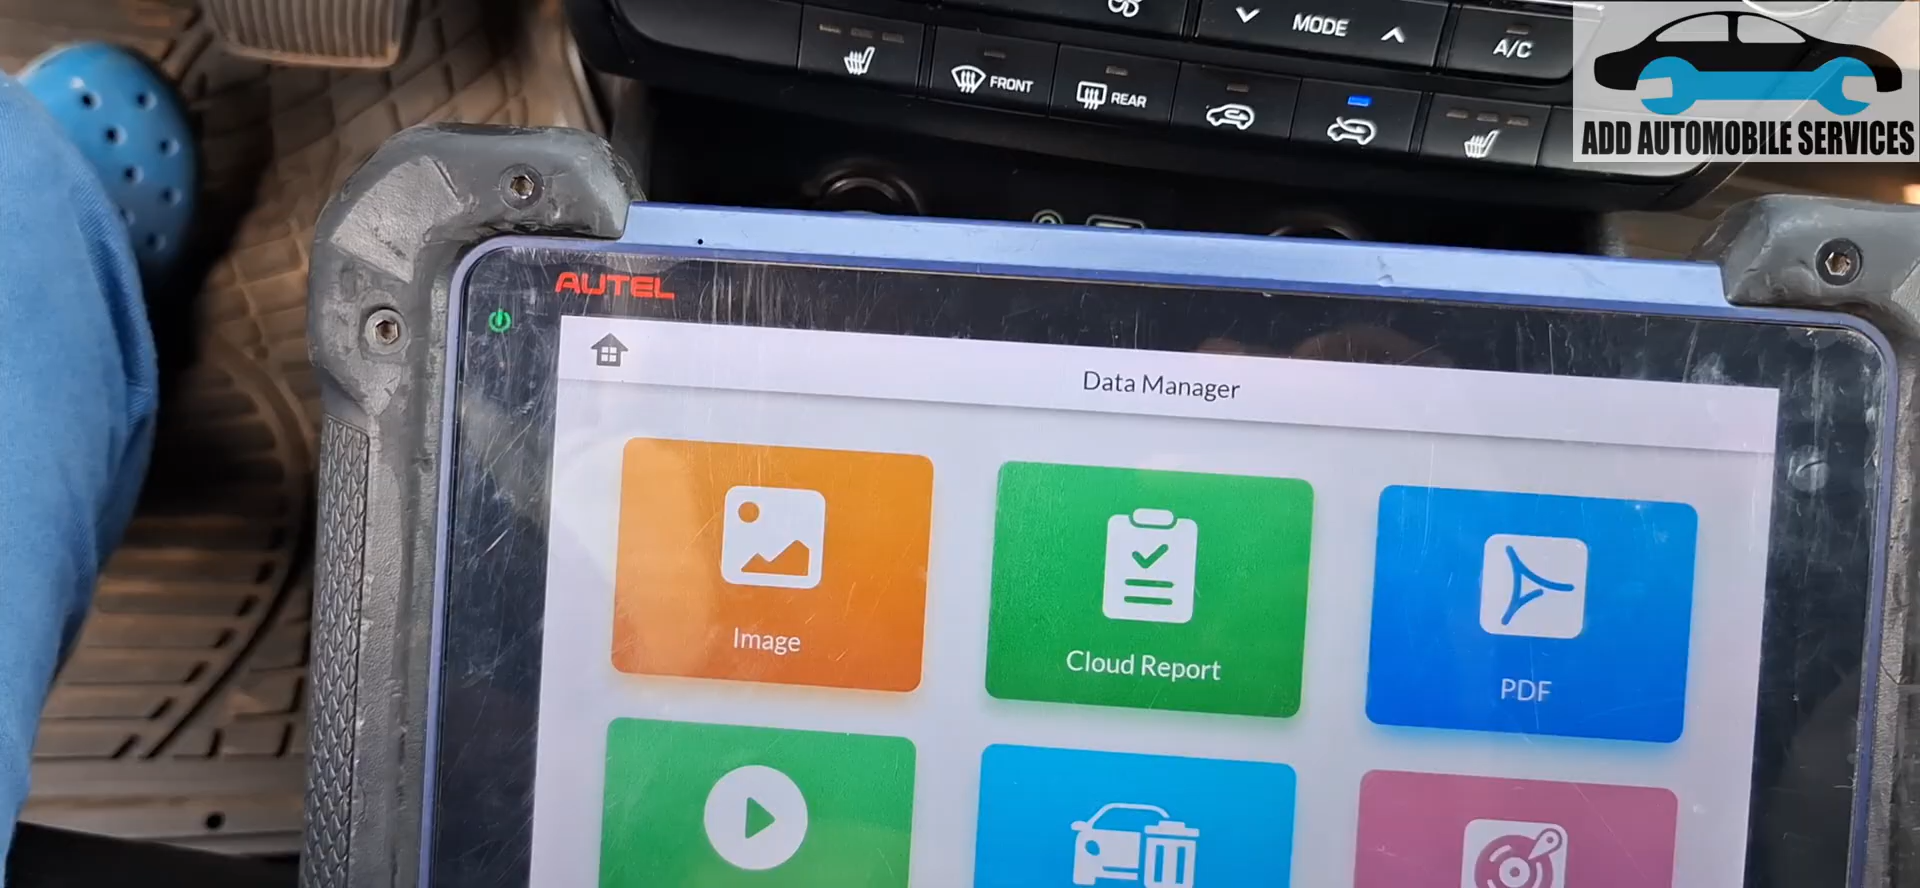 MODE
A/C
FRONT
REAR
ADD AUTOMOBILE SERVICES
AUTEL
Data Manager
Image
Cloud Report
PDF